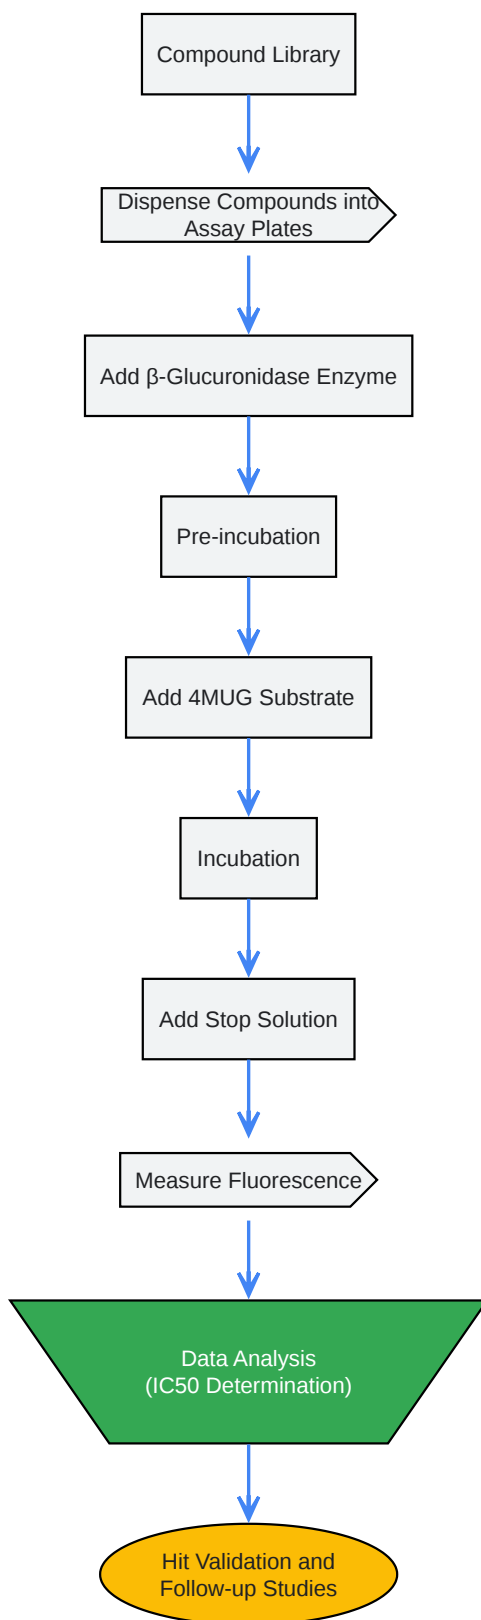 Compound Library
Dispense Compounds into
Assay Plates
Add β-Glucuronidase Enzyme
Pre-incubation
Add 4MUG Substrate
Incubation
Add Stop Solution
Measure Fluorescence
Data Analysis
(IC50 Determination)
Hit Validation and
Follow-up Studies